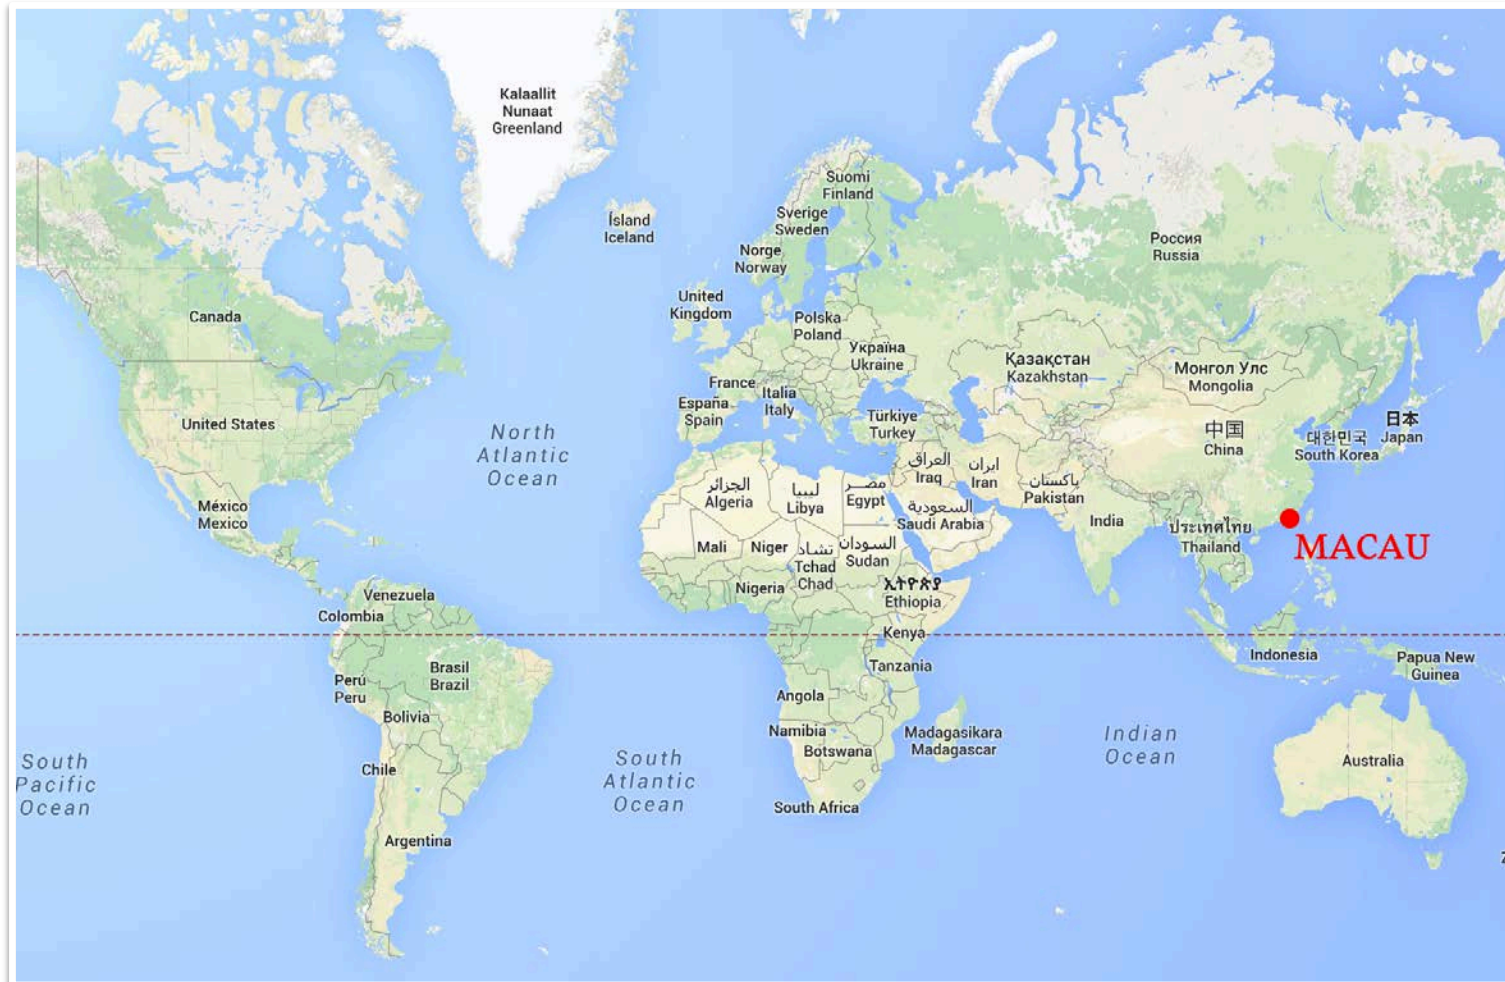 Kalaallit
Nunaat
Greenland
Suomi
Finland
Ísland
Iceland
Sverige
Sweden
Norge
Norway
Россия
Russia
United
Kingdom
Canada
Polska
Poland
Україна
Ukraine
Қазақстан
Kazakhstan
Монгол Улс
Mongolia
France
Italia
Italy
España
Spain
Türkiye
Turkey
United States
North
Atlantic
Ocean
中国
China
대한민국
South Korea
日本
Japan
العراق
Iraq
ایران
Iran
پاکستان
Pakistan
الجزائر
Algeria
ليبيا
Libya
مصر
Egypt
السعودية
Saudi Arabia
México
Mexico
India
ประเทศไทย
Thailand
MACAU
Mali
Niger
تشاد
Tchad
Chad
السودان
Sudan
Nigeria
ኢትዮጵያ
Ethiopia
Venezuela
Colombia
Kenya
Brasil
Brazil
Tanzania
Indonesia
Papua New
Guinea
Perú
Peru
Angola
Bolivia
Namibia
Botswana
Madagasikara
Madagascar
Indian
Ocean
South
Pacific
Ocean
South
Atlantic
Ocean
Chile
Australia
South Africa
Argentina